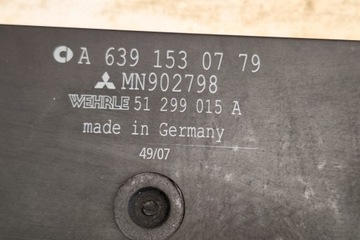 A 639 153 07 79
MN902798
WEHRLE 51 299 015 A
made in Germany
49/07